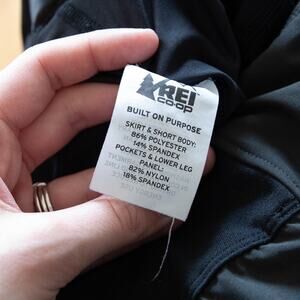 REI
CO·OP
BUILT ON PURPOSE
SKIRT & SHORT BODY:
86% POLYESTER
14% SPANDEX
POCKETS & LOWER LEG
PANEL:
82% NYLON
18% SPANDEX